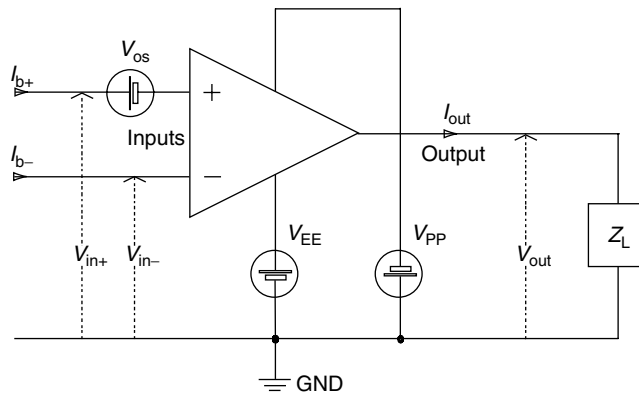 V_os
I_b+
+
Inputs
I_b−
−
I_out
Output
V_EE
V_PP
V_in+
V_in−
V_out
Z_L
GND